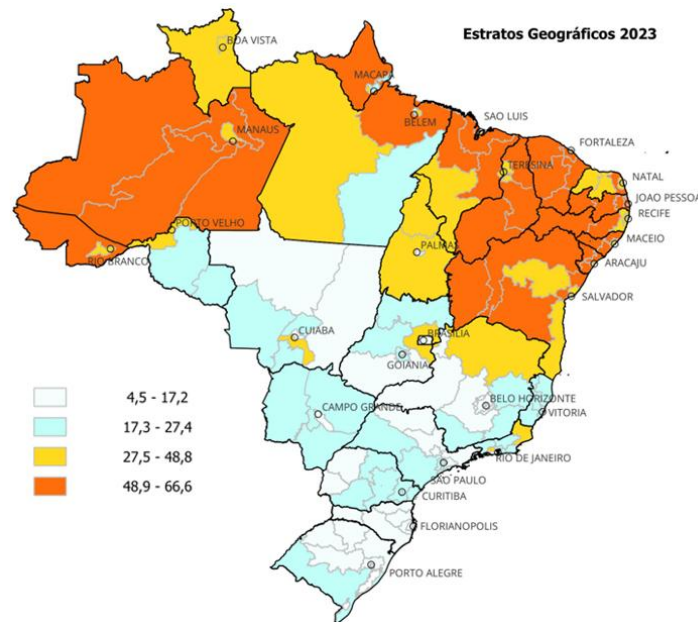 Estratos Geográficos 2023
BOA VISTA
MACAPA
BELEM
SAO LUIS
MANAUS
FORTALEZA
TERESINA
NATAL
JOAO PESSOA
RECIFE
PORTO VELHO
MACEIO
PALMAS
RIO BRANCO
ARACAJU
SALVADOR
CUIABA
BRASILIA
GOIANIA
4,5 - 17,2
BELO HORIZONTE
17,3 - 27,4
CAMPO GRANDE
VITORIA
27,5 - 48,8
RIO DE JANEIRO
48,9 - 66,6
SAO PAULO
CURITIBA
FLORIANOPOLIS
PORTO ALEGRE